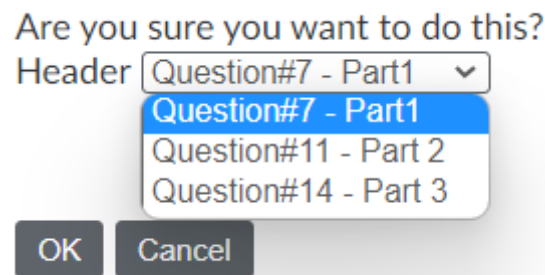 Are you sure you want to do this?
Header Question#7 - Part1
Question#7 - Part1
Question#11 - Part 2
Question#14 - Part 3
OK Cancel